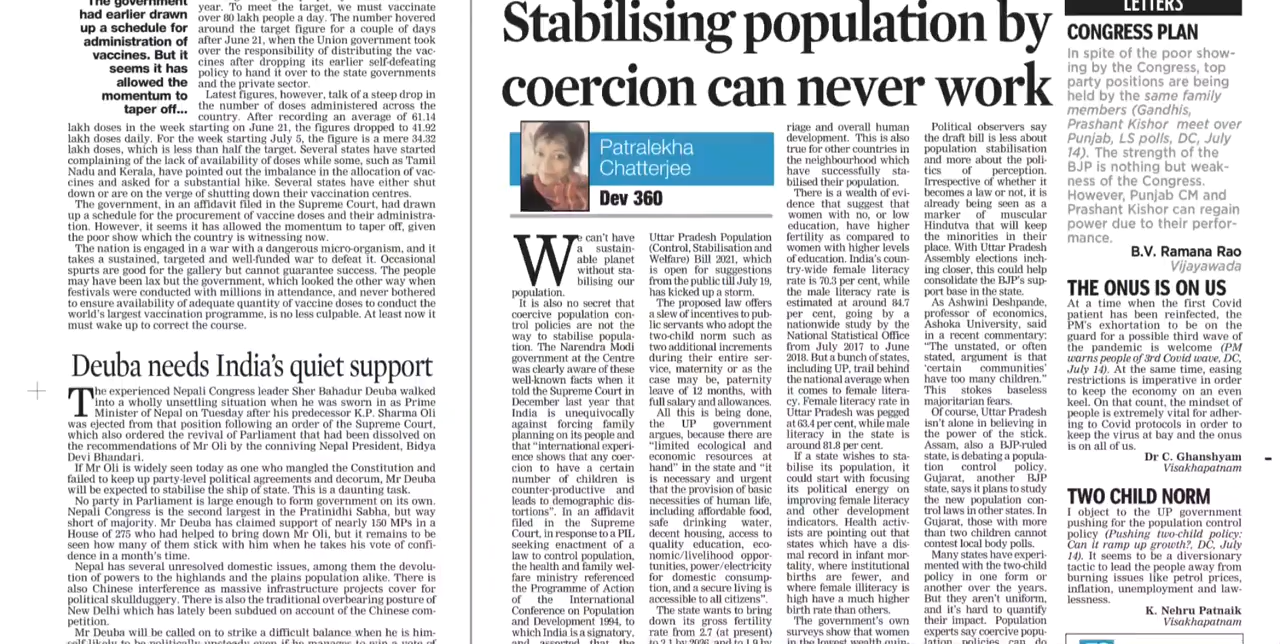 The government
had earlier drawn
up a schedule for
administration of
vaccines. But it
seems it has
allowed the
momentum to
taper off...
year. To meet the target, we must vaccinate
over 80 lakh people a day. The number hovered
around the target figure for a couple of days
after June 21, when the Union government took
over the responsibility of distributing the vac-
cines after dropping its earlier self-defeating
policy to hand it over to the state governments
and the private sector.
Latest figures, however, talk of a steep drop in
the number of doses administered across the
country. After recording an average of 61.14
lakh doses in the week starting on June 21, the figures dropped to 41.92
lakh doses daily. For the week starting July 5, the figure is a mere 34.32
lakh doses, which is less than half the target. Several states have started
complaining of the lack of availability of doses while some, such as Tamil
Nadu and Kerala, have pointed out the imbalance in the allocation of vac-
cines and asked for a substantial hike. Several states have either shut
down or are on the verge of shutting down their vaccination centres.
The government, in an affidavit filed in the Supreme Court, had drawn
up a schedule for the procurement of vaccine doses and their administra-
tion. However, it seems it has allowed the momentum to taper off, given
the poor show which the country is witnessing now.
The nation is engaged in a war with a dangerous micro-organism, and it
takes a sustained, targeted and well-funded war to defeat it. Occasional
spurts are good for the gallery but cannot guarantee success. The people
may have been lax but the government, which looked the other way when
festivals were conducted with millions in attendance, and never bothered
to ensure availability of adequate quantity of vaccine doses to conduct the
world's largest vaccination programme, is no less culpable. At least now it
must wake up to correct the course.
Deuba needs India's quiet support
The experienced Nepali Congress leader Sher Bahadur Deuba walked
into a wholly unsettling situation when he was sworn in as Prime
Minister of Nepal on Tuesday after his predecessor K.P. Sharma Oli
was ejected from that position following an order of the Supreme Court,
which also ordered the revival of Parliament that had been dissolved on
the recommendations of Mr Oli by the conniving Nepal President, Bidya
Devi Bhandari.
If Mr Oli is widely seen today as one who mangled the Constitution and
failed to keep up party-level political agreements and decorum, Mr Deuba
will be expected to stabilise the ship of state. This is a daunting task.
No party in Parliament is large enough to form government on its own.
Nepali Congress is the second largest in the Pratinidhi Sabha, but way
short of majority. Mr Deuba has claimed support of nearly 150 MPs in a
House of 275 who had helped to bring down Mr Oli, but it remains to be
seen how many of them stick with him when he takes his vote of confi-
dence in a month's time.
Nepal has several unresolved domestic issues, among them the devolu-
tion of powers to the highlands and the plains population alike. There is
also Chinese interference as massive infrastructure projects cover for
political skullduggery. There is also the traditional overbearing posture of
New Delhi which has lately been subdued on account of the Chinese com-
petition.
Mr Deuba will be called on to strike a difficult balance when he is him-
Stabilising population by
coercion can never work
Patralekha
Chatterjee
Dev 360
We can't have
a sustain-
able planet
without sta-
bilising our
population.
It is also no secret that
coercive population con-
trol policies are not the
way to stabilise popula-
tion. The Narendra Modi
government at the Centre
was clearly aware of these
well-known facts when it
told the Supreme Court in
December last year that
India is unequivocally
against forcing family
planning on its people and
that "international experi-
ence shows that any coer-
cion to have a certain
number of children is
counter-productive and
leads to demographic dis-
tortions". In an affidavit
filed in the Supreme
Court, in response to a PIL
seeking enactment of a
law to control population,
the health and family wel-
fare ministry referenced
the Programme of Action
of the International
Conference on Population
and Development 1994, to
which India is a signatory,
and asserted that the
Uttar Pradesh Population
(Control, Stabilisation and
Welfare) Bill 2021, which
is open for suggestions
from the public till July 19,
has kicked up a storm.
The proposed law offers
a slew of incentives to pub-
lic servants who adopt the
two-child norm such as
two additional increments
during their entire ser-
vice, maternity or as the
case may be, paternity
leave of 12 months, with
full salary and allowances.
All this is being done,
the UP government
argues, because there are
"limited ecological and
economic resources at
hand" in the state and "it
is necessary and urgent
that the provision of basic
necessities of human life,
including affordable food,
safe drinking water,
decent housing, access to
quality education, eco-
nomic/livelihood oppor-
tunities, power/electricity
for domestic consump-
tion, and a secure living is
accessible to all citizens".
The state wants to bring
down its gross fertility
rate from 2.7 (at present)
to 2.1 by 2026, and to 1.9 by
riage and overall human
development. This is also
true for other countries in
the neighbourhood which
have successfully sta-
bilised their population.
There is a wealth of evi-
dence that suggest that
women with no, or low
education, have higher
fertility as compared to
women with higher levels
of education. India's coun-
try-wide female literacy
rate is 70.3 per cent, while
the male literacy rate is
estimated at around 84.7
per cent, going by a
nationwide study by the
National Statistical Office
from July 2017 to June
2018. But a bunch of states,
including UP, trail behind
the national average when
it comes to female litera-
cy. Female literacy rate in
Uttar Pradesh was pegged
at 63.4 per cent, while male
literacy in the state is
around 81.8 per cent.
If a state wishes to sta-
bilise its population, it
could start with focusing
its political energy on
improving female literacy
and other development
indicators. Health activ-
ists are pointing out that
states which have a dis-
mal record in infant mor-
tality, where institutional
births are fewer, and
where female illiteracy is
high have a much higher
birth rate than others.
The government's own
surveys show that women
in the lowest wealth quin-
Political observers say
the draft bill is less about
population stabilisation
and more about the poli-
tics of perception.
Irrespective of whether it
becomes a law or not, it is
already being seen as a
marker of muscular
Hindutva that will keep
the minorities in their
place. With Uttar Pradesh
Assembly elections inch-
ing closer, this could help
consolidate the BJP's sup-
port base in the state.
As Ashwini Deshpande,
professor of economics,
Ashoka University, said
in a recent commentary:
"The unstated, or often
stated, argument is that
'certain communities'
have too many children."
This stokes baseless
majoritarian fears.
Of course, Uttar Pradesh
isn't alone in believing in
the power of the stick.
Assam, also a BJP-ruled
state, is debating a popula-
tion control policy.
Gujarat, another BJP
state, says it plans to study
the new population con-
trol laws in other states. In
Gujarat, those with more
than two children cannot
contest local body polls.
Many states have experi-
mented with the two-child
policy in one form or
another over the years.
But they aren't uniform,
and it's hard to quantify
their impact. Population
experts say coercive popu-
lation policies can do
LETTERS
CONGRESS PLAN
In spite of the poor show-
ing by the Congress, top
party positions are being
held by the same family
members (Gandhis,
Prashant Kishor meet over
Punjab, LS polls, DC, July
14). The strength of the
BJP is nothing but weak-
ness of the Congress.
However, Punjab CM and
Prashant Kishor can regain
power due to their perfor-
mance.
B.V. Ramana Rao
Vijayawada
THE ONUS IS ON US
At a time when the first Covid
patient has been reinfected, the
PM's exhortation to be on the
guard for a possible third wave of
the pandemic is welcome (PM
warns people of 3rd Covid wave, DC,
July 14). At the same time, easing
restrictions is imperative in order
to keep the economy on an even
keel. On that count, the mindset of
people is extremely vital for adher-
ing to Covid protocols in order to
keep the virus at bay and the onus
is on all of us.
Dr C. Ghanshyam
Visakhapatnam
TWO CHILD NORM
I object to the UP government
pushing for the population control
policy (Pushing two-child policy:
Can it ramp up growth?, DC, July
14). It seems to be a diversionary
tactic to lead the people away from
burning issues like petrol prices,
inflation, unemployment and law-
lessness.
K. Nehru Patnaik
Visakhapatnam